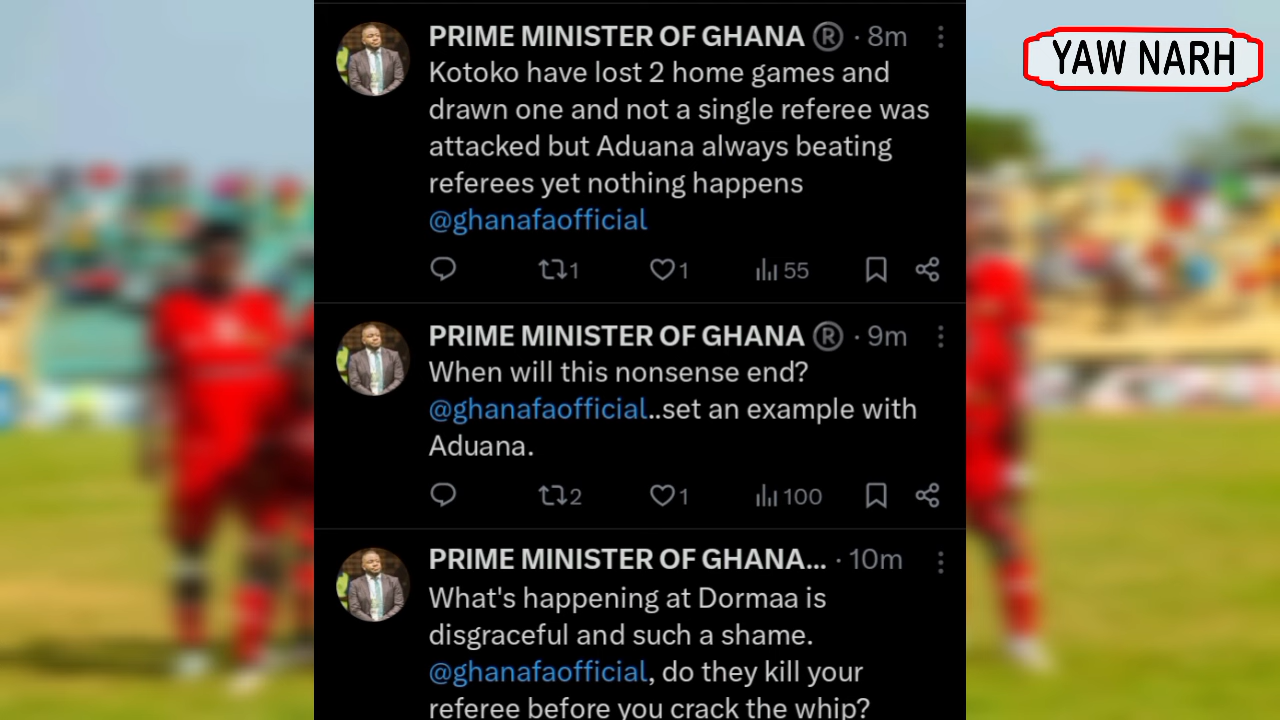 YAW NARH
PRIME MINISTER OF GHANA ® · 8m
Kotoko have lost 2 home games and
drawn one and not a single referee was
attacked but Aduana always beating
referees yet nothing happens
@ghanafaofficial
1 1 55
PRIME MINISTER OF GHANA ® · 9m
When will this nonsense end?
@ghanafaofficial..set an example with
Aduana.
2 1 100
PRIME MINISTER OF GHANA... · 10m
What's happening at Dormaa is
disgraceful and such a shame.
@ghanafaofficial, do they kill your
referee before you crack the whip?